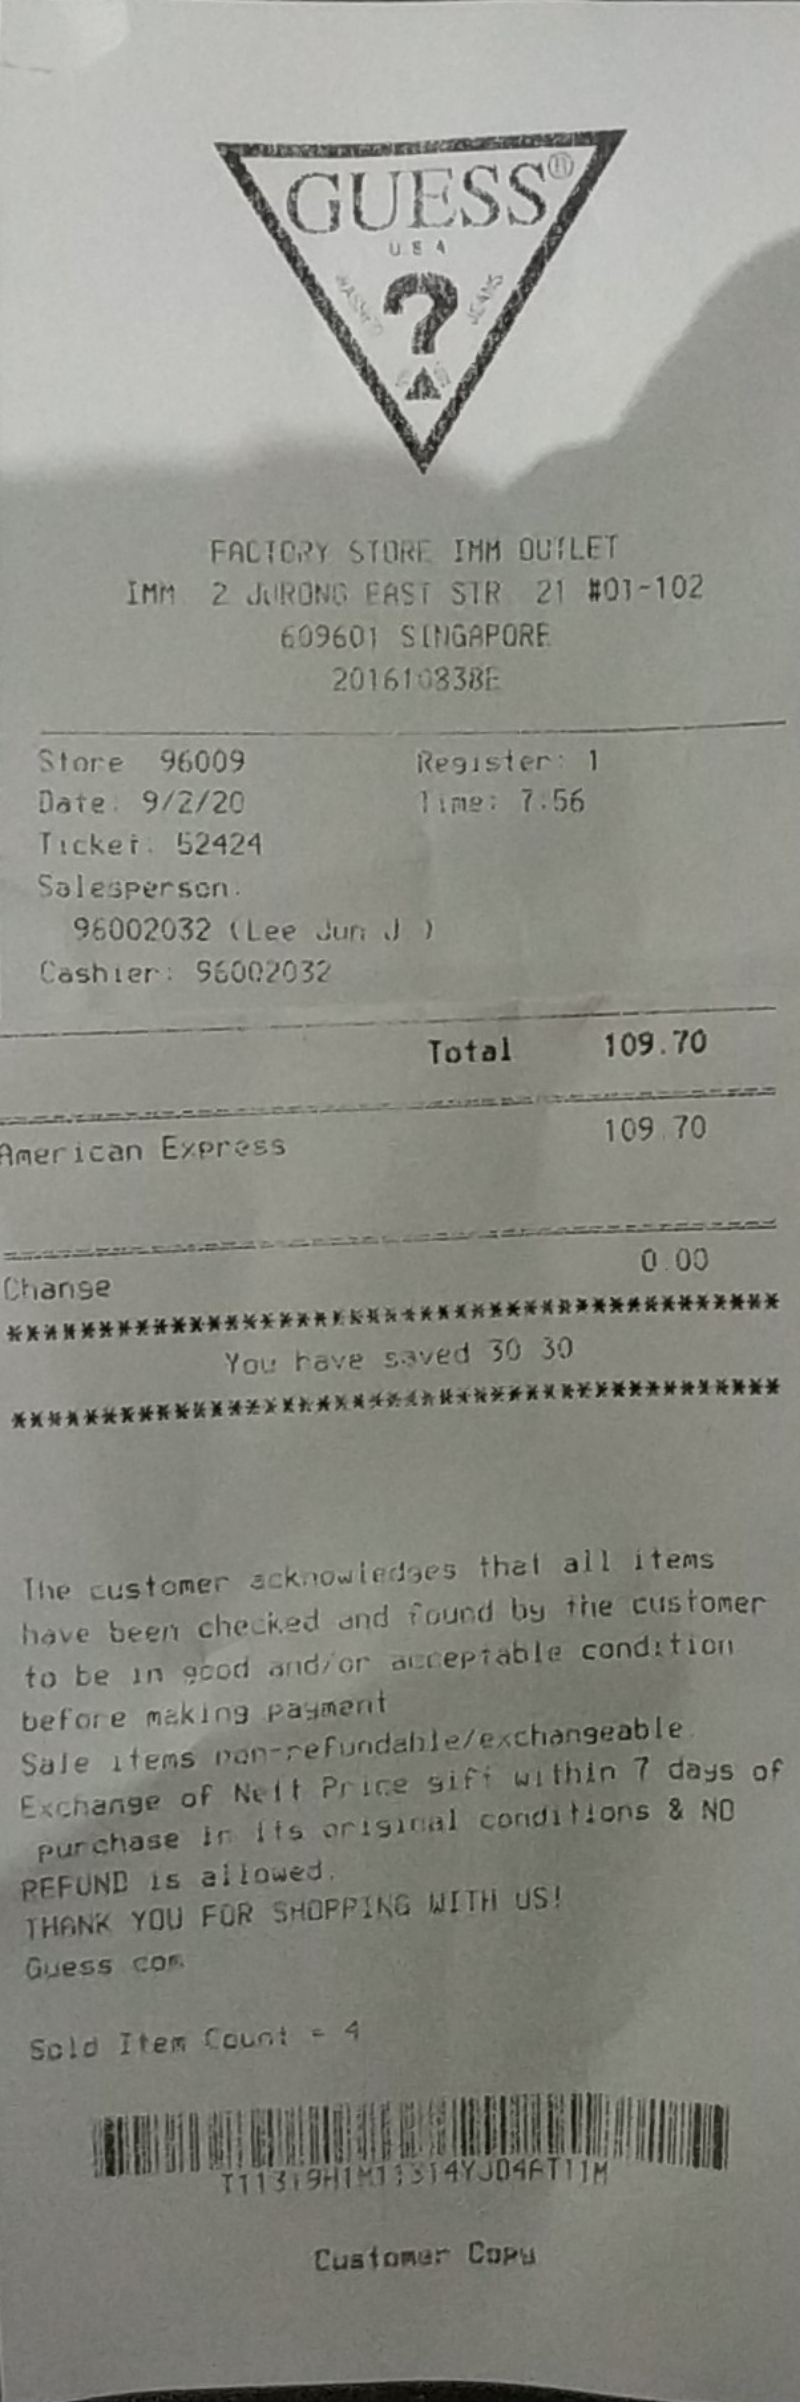 GUESS®
USA
WASHED JEANS
?
FACTORY STORE IMM OUTLET
IMM 2 JURONG EAST STR 21 #01-102
609601 SINGAPORE
201610838E
Store 96009 Register: 1
Date: 9/2/20 Time: 7:56
Ticket: 52424
Salesperson:
96002032 (Lee Jun J )
Cashier: 96002032
Total 109.70
American Express 109.70
Change 0.00
****************************************
You have saved 30.30
****************************************
The customer acknowledges that all items
have been checked and found by the customer
to be in good and/or acceptable condition
before making payment
Sale items non-refundable/exchangeable.
Exchange of Nett Price gift within 7 days of
purchase in its original conditions & NO
REFUND is allowed.
THANK YOU FOR SHOPPING WITH US!
Guess com
Sold Item Count = 4
Customer Copy